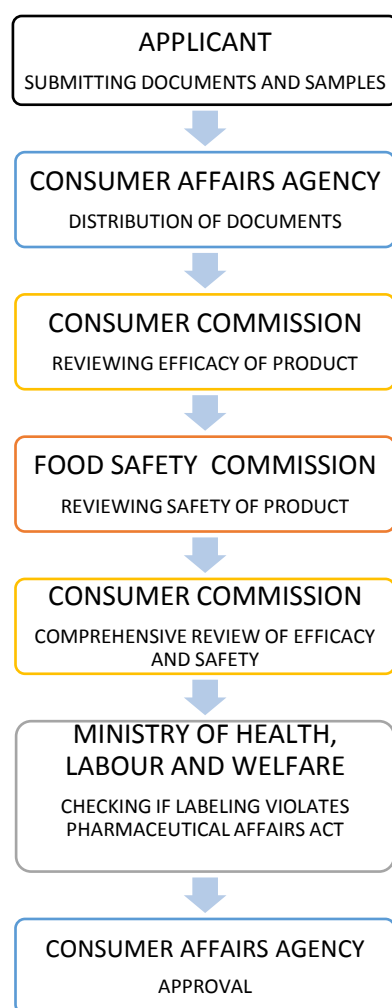 APPLICANT
SUBMITTING DOCUMENTS AND SAMPLES
CONSUMER AFFAIRS AGENCY
DISTRIBUTION OF DOCUMENTS
CONSUMER COMMISSION
REVIEWING EFFICACY OF PRODUCT
FOOD SAFETY COMMISSION
REVIEWING SAFETY OF PRODUCT
CONSUMER COMMISSION
COMPREHENSIVE REVIEW OF EFFICACY
AND SAFETY
MINISTRY OF HEALTH,
LABOUR AND WELFARE
CHECKING IF LABELING VIOLATES
PHARMACEUTICAL AFFAIRS ACT
CONSUMER AFFAIRS AGENCY
APPROVAL